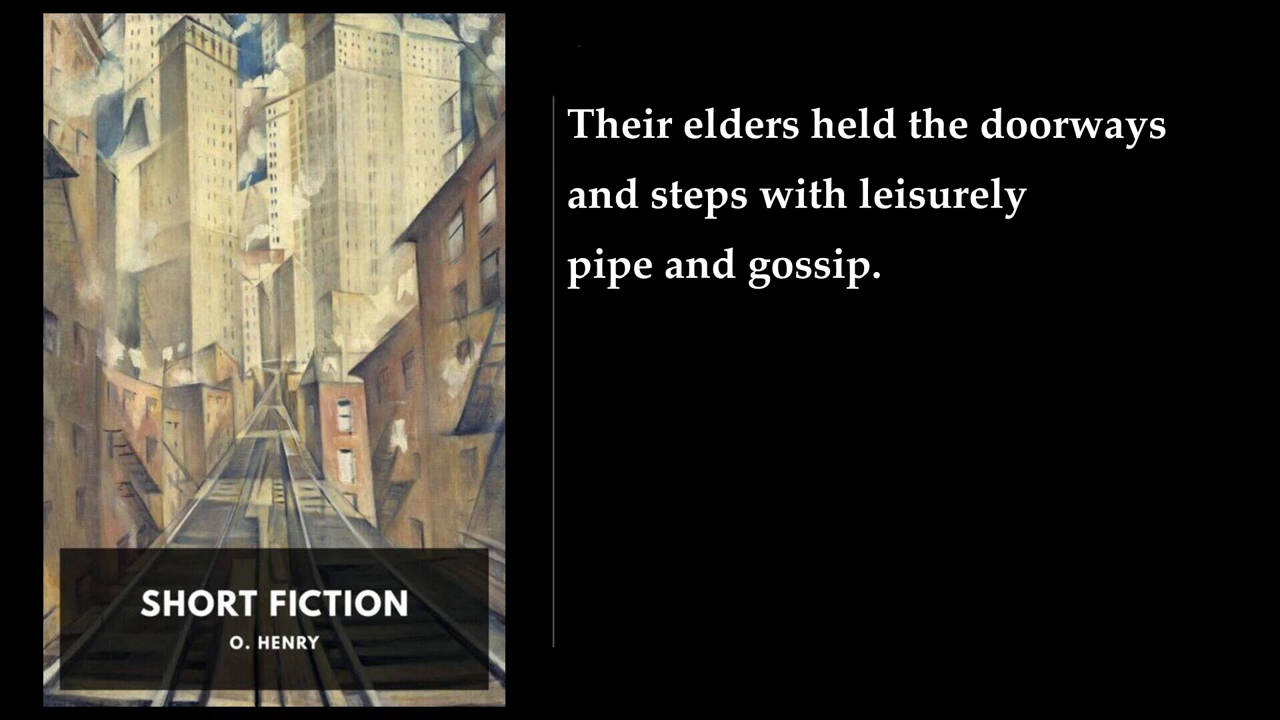 Their elders held the doorways
and steps with leisurely
pipe and gossip.
SHORT FICTION
O. HENRY